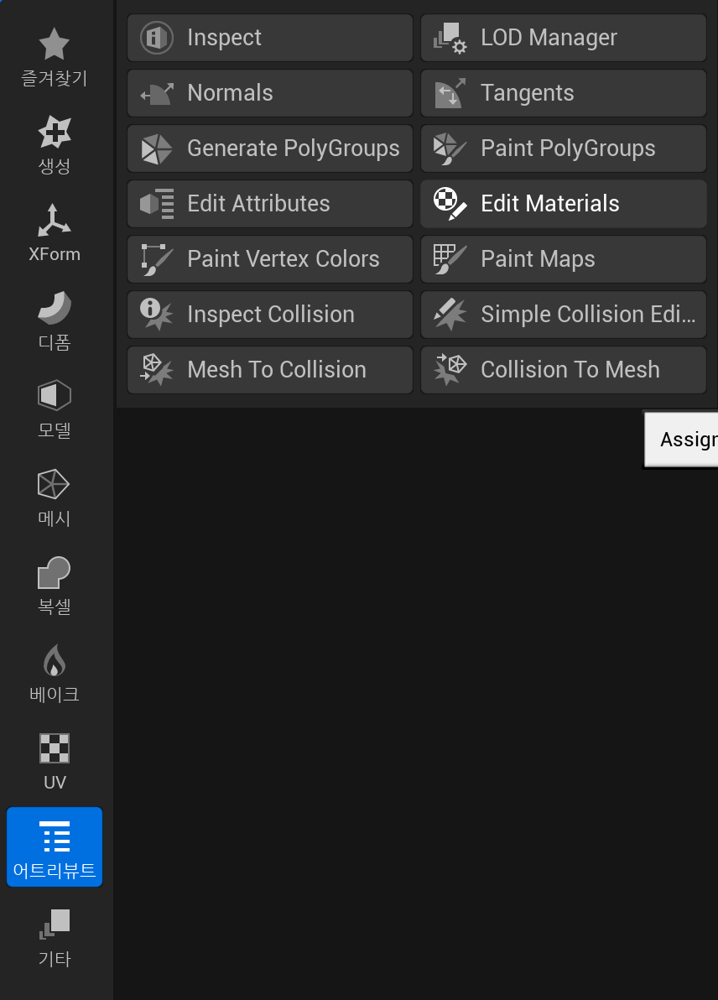 즐겨찾기
생성
XForm
디폼
모델
메시
복셀
베이크
UV
어트리뷰트
기타
Inspect
LOD Manager
Normals
Tangents
Generate PolyGroups
Paint PolyGroups
Edit Attributes
Edit Materials
Paint Vertex Colors
Paint Maps
Inspect Collision
Simple Collision Edi...
Mesh To Collision
Collision To Mesh
Assign